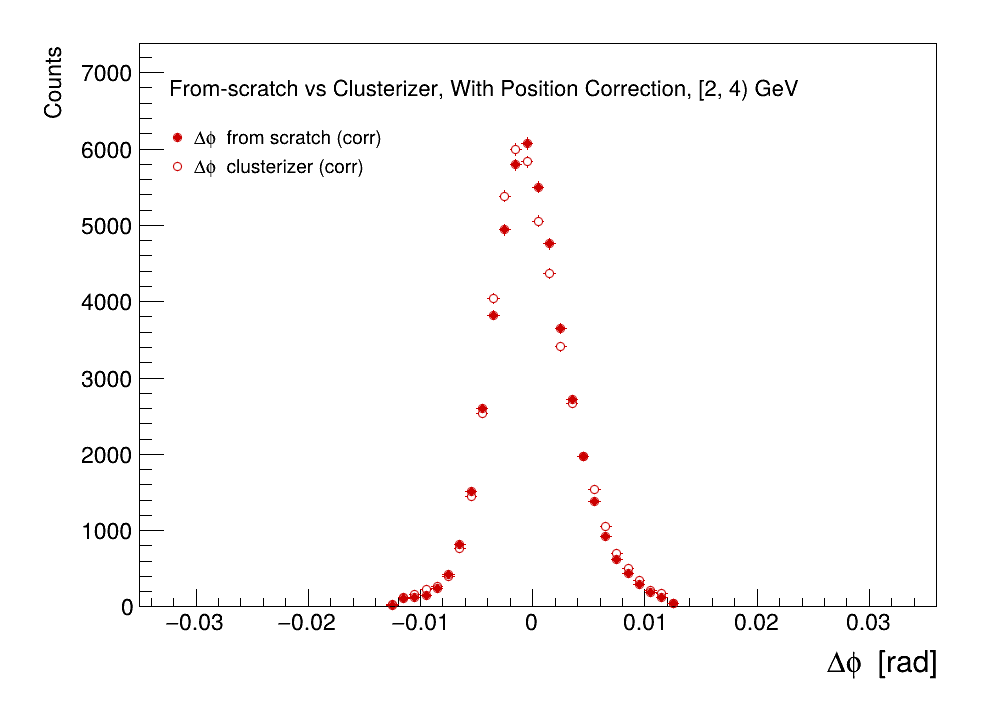 Counts
7000
6000
5000
4000
3000
2000
1000
0
From-scratch vs Clusterizer, With Position Correction, [2, 4) GeV
Δϕ from scratch (corr)
Δϕ clusterizer (corr)
−0.03 −0.02 −0.01 0 0.01 0.02 0.03
Δϕ [rad]